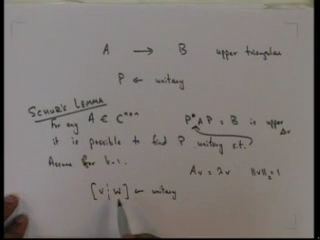 A → B upper triangular
P ← unitary
SCHUR'S LEMMA
For any A ∈ C^{n×n} P*AP = B is upper Δr
it is possible to find P unitary s.t.
Assume for k-1.
Av = λv ||v||₂=1
[v ¦ W] ← unitary